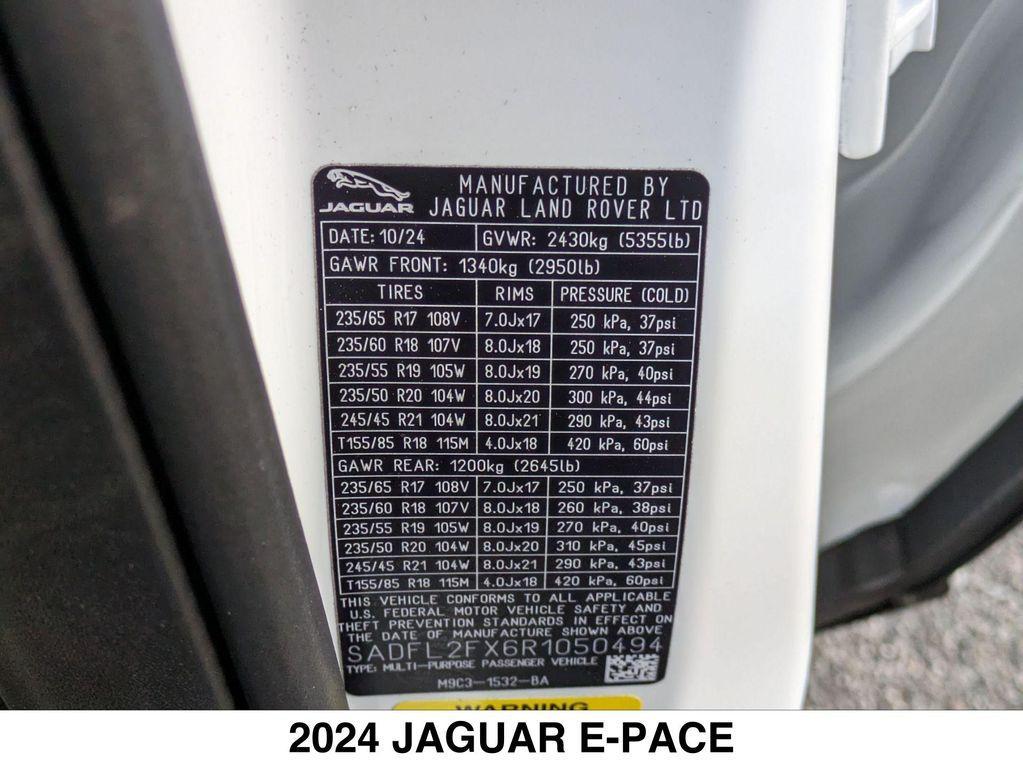 MANUFACTURED BY
JAGUAR JAGUAR LAND ROVER LTD
DATE: 10/24 GVWR: 2430kg (5355lb)
GAWR FRONT: 1340kg (2950lb)
TIRES RIMS PRESSURE (COLD)
235/65 R17 108V 7.0Jx17 250 kPa, 37psi
235/60 R18 107V 8.0Jx18 250 kPa, 37psi
235/55 R19 105W 8.0Jx19 270 kPa, 40psi
235/50 R20 104W 8.0Jx20 300 kPa, 44psi
245/45 R21 104W 8.0Jx21 290 kPa, 43psi
T155/85 R18 115M 4.0Jx18 420 kPa, 60psi
GAWR REAR: 1200kg (2645lb)
235/65 R17 108V 7.0Jx17 250 kPa, 37psi
235/60 R18 107V 8.0Jx18 260 kPa, 38psi
235/55 R19 105W 8.0Jx19 270 kPa, 40psi
235/50 R20 104W 8.0Jx20 310 kPa, 45psi
245/45 R21 104W 8.0Jx21 290 kPa, 43psi
T155/85 R18 115M 4.0Jx18 420 kPa, 60psi
THIS VEHICLE CONFORMS TO ALL APPLICABLE
U.S. FEDERAL MOTOR VEHICLE SAFETY AND
THEFT PREVENTION STANDARDS IN EFFECT ON
THE DATE OF MANUFACTURE SHOWN ABOVE
SADFL2FX6R1050494
TYPE: MULTI-PURPOSE PASSENGER VEHICLE
M9C3-1532-BA
WARNING
2024 JAGUAR E-PACE